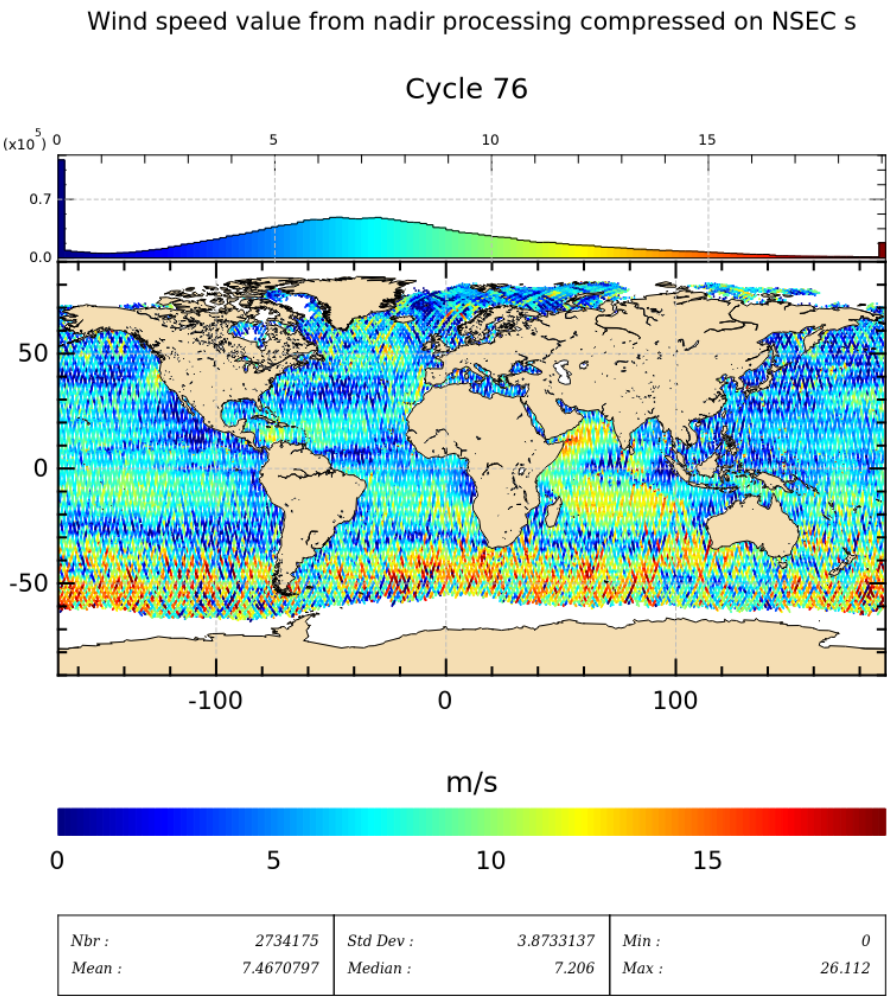 Wind speed value from nadir processing compressed on NSEC s
Cycle 76
(x10^5) 0 5 10 15
0.7
0.0
50
0
-50
-100 0 100
m/s
0 5 10 15
Nbr : 2734175 Std Dev : 3.8733137 Min : 0
Mean : 7.4670797 Median : 7.206 Max : 26.112